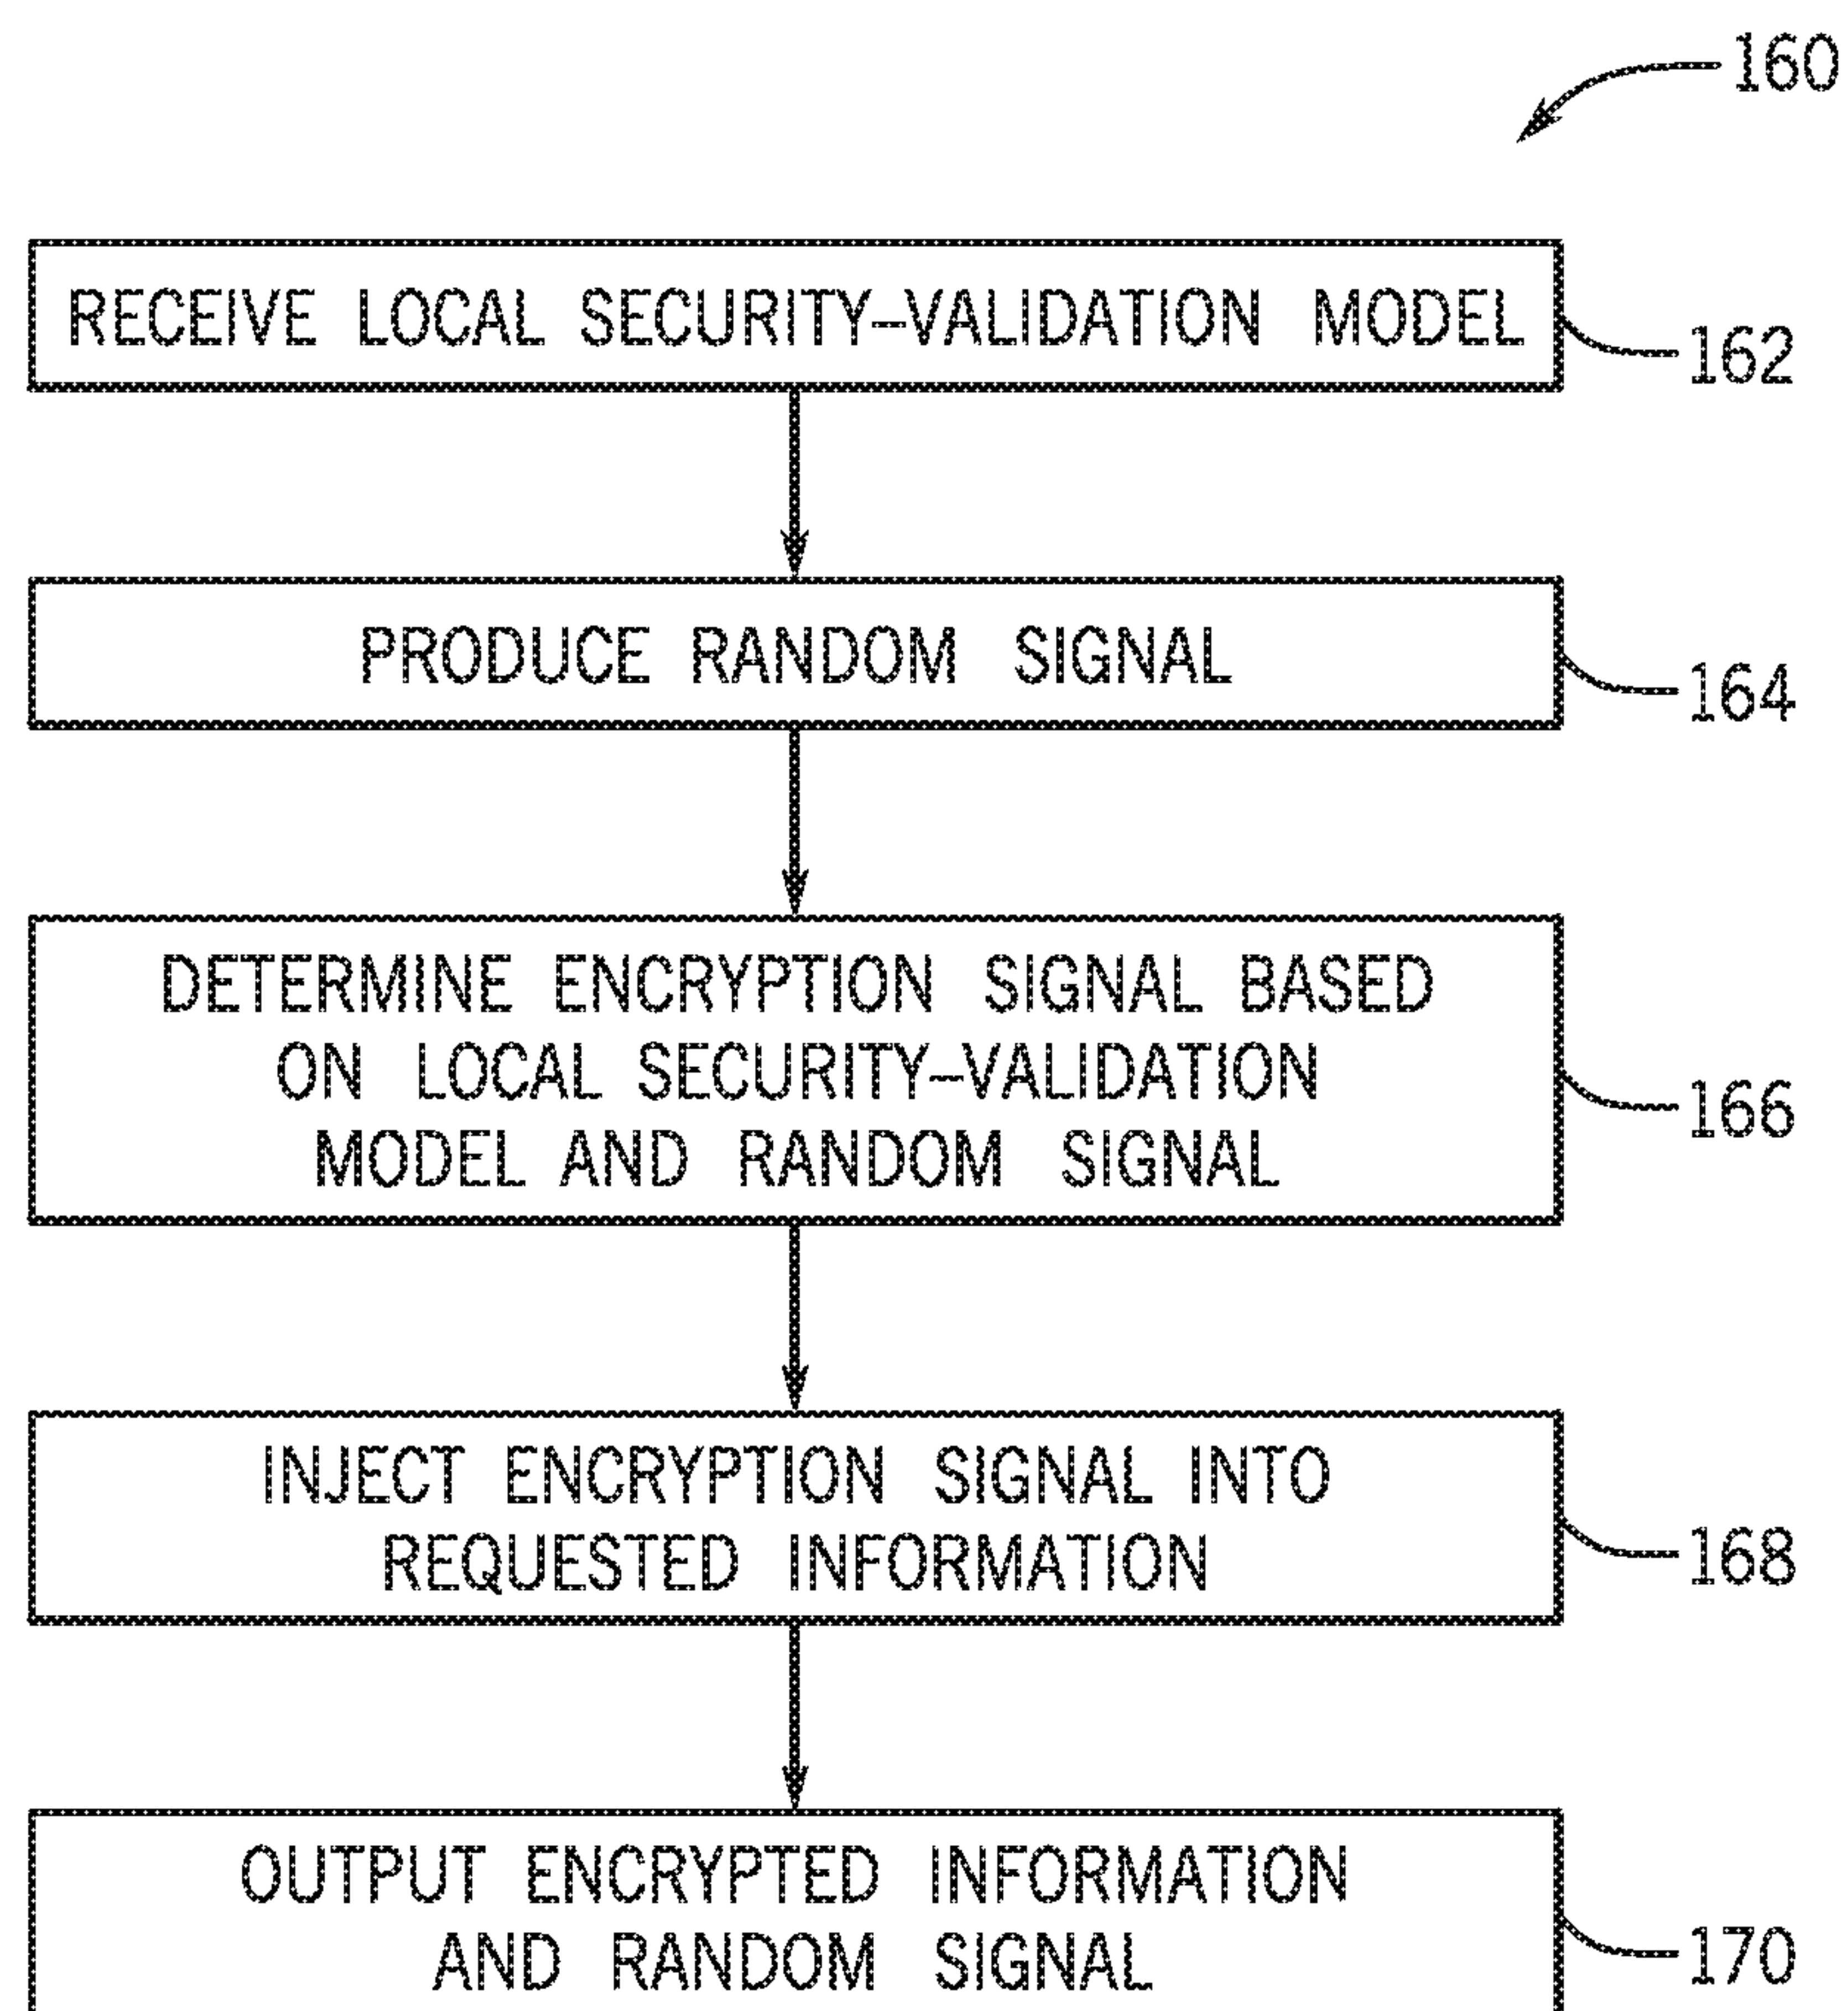 160
RECEIVE LOCAL SECURITY-VALIDATION MODEL
162
PRODUCE RANDOM SIGNAL
164
DETERMINE ENCRYPTION SIGNAL BASED
ON LOCAL SECURITY-VALIDATION
MODEL AND RANDOM SIGNAL
166
INJECT ENCRYPTION SIGNAL INTO
REQUESTED INFORMATION
168
OUTPUT ENCRYPTED INFORMATION
AND RANDOM SIGNAL
170